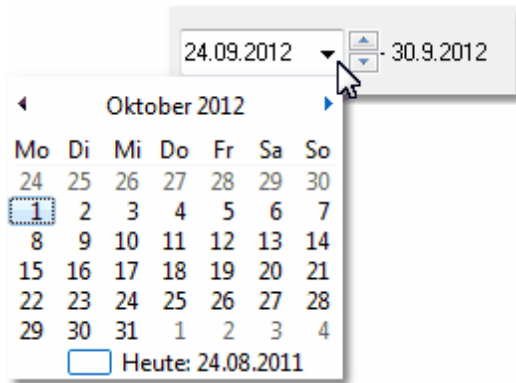 24.09.2012 - 30.9.2012
Oktober 2012
Mo Di Mi Do Fr Sa So
24 25 26 27 28 29 30
1 2 3 4 5 6 7
8 9 10 11 12 13 14
15 16 17 18 19 20 21
22 23 24 25 26 27 28
29 30 31 1 2 3 4
Heute: 24.08.2011